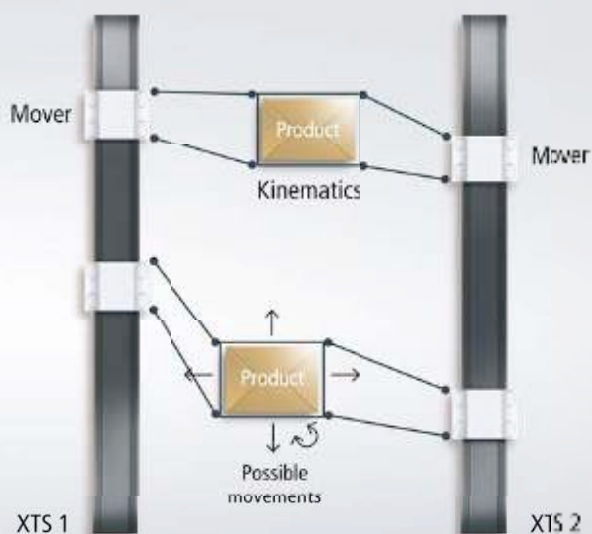 Mover
Product
Mover
Kinematics
Product
Possible
movements
XTS 1
XTS 2